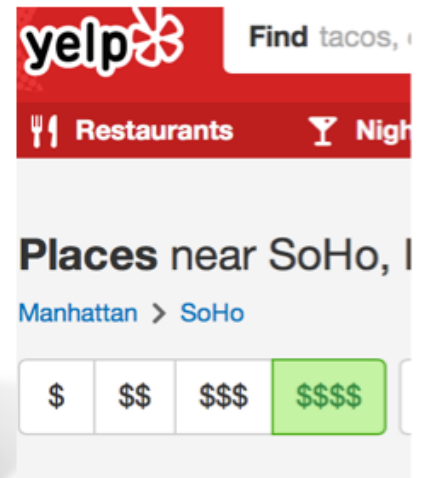 yelp Find tacos,
Restaurants
Places near SoHo,
Manhattan > SoHo
$ $$ $$$ $$$$